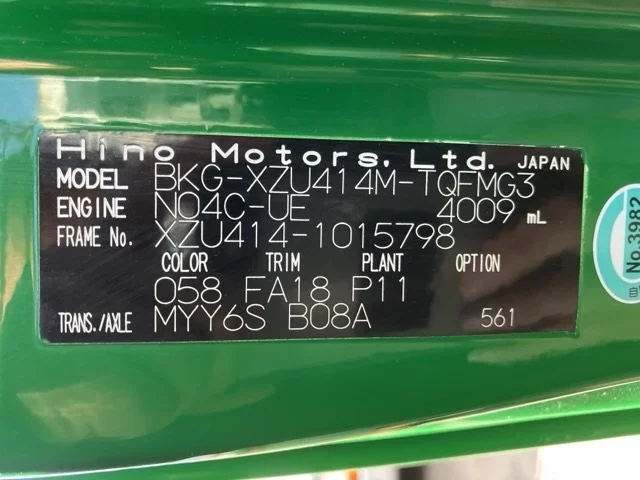 Hino Motors, Ltd. JAPAN
MODEL BKG-XZU414M-TQFMG3
ENGINE N04C-UE 4009 mL
FRAME No. XZU414-1015798
COLOR TRIM PLANT OPTION
058 FA18 P11
TRANS./AXLE MYY6S B08A 561
No.3982